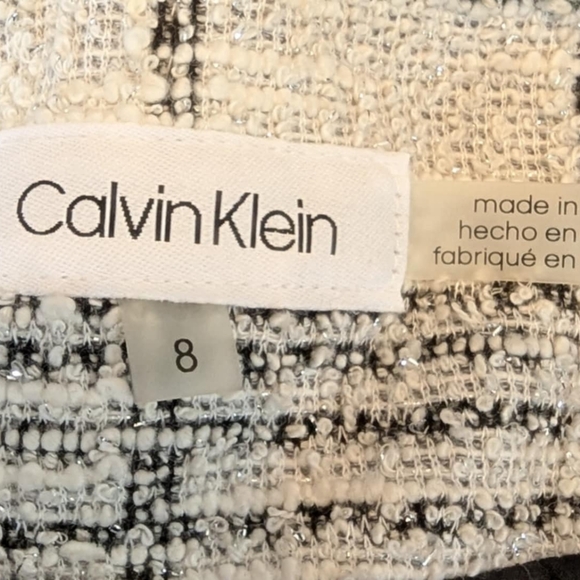 Calvin Klein
made in
hecho en
fabriqué en
8